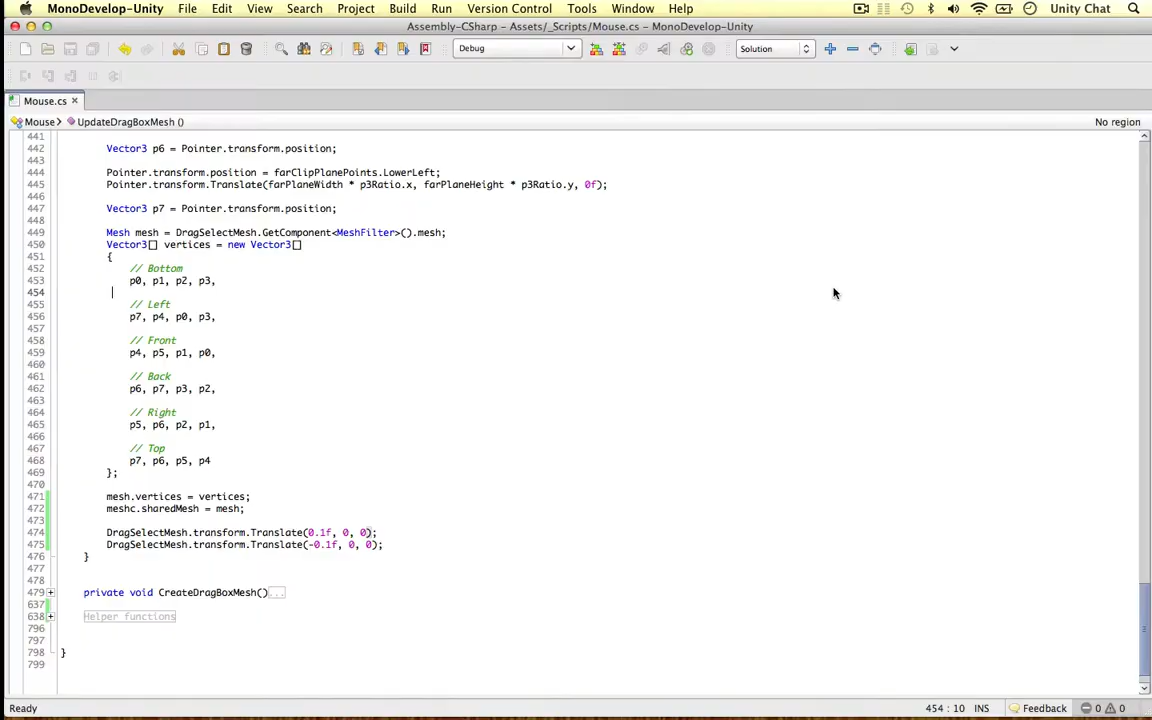 MonoDevelop-Unity File Edit View Search Project Build Run Version Control Tools Window Help Unity Chat
Assembly-CSharp - Assets/_Scripts/Mouse.cs - MonoDevelop-Unity
Debug Solution
Mouse.cs
Mouse UpdateDragBoxMesh () No region
441
442 Vector3 p6 = Pointer.transform.position;
443
444 Pointer.transform.position = farClipPlanePoints.LowerLeft;
445 Pointer.transform.Translate(farPlaneWidth * p3Ratio.x, farPlaneHeight * p3Ratio.y, 0f);
446
447 Vector3 p7 = Pointer.transform.position;
448
449 Mesh mesh = DragSelectMesh.GetComponent<MeshFilter>().mesh;
450 Vector3[] vertices = new Vector3[]
451 {
452 // Bottom
453 p0, p1, p2, p3,
454
455 // Left
456 p7, p4, p0, p3,
457
458 // Front
459 p4, p5, p1, p0,
460
461 // Back
462 p6, p7, p3, p2,
463
464 // Right
465 p5, p6, p2, p1,
466
467 // Top
468 p7, p6, p5, p4
469 };
470
471 mesh.vertices = vertices;
472 meshc.sharedMesh = mesh;
473
474 DragSelectMesh.transform.Translate(0.1f, 0, 0);
475 DragSelectMesh.transform.Translate(-0.1f, 0, 0);
476 }
477
478
479 private void CreateDragBoxMesh()...
637
638 Helper functions
796
797
798 }
799
Ready 454 : 10 INS Feedback 0 0